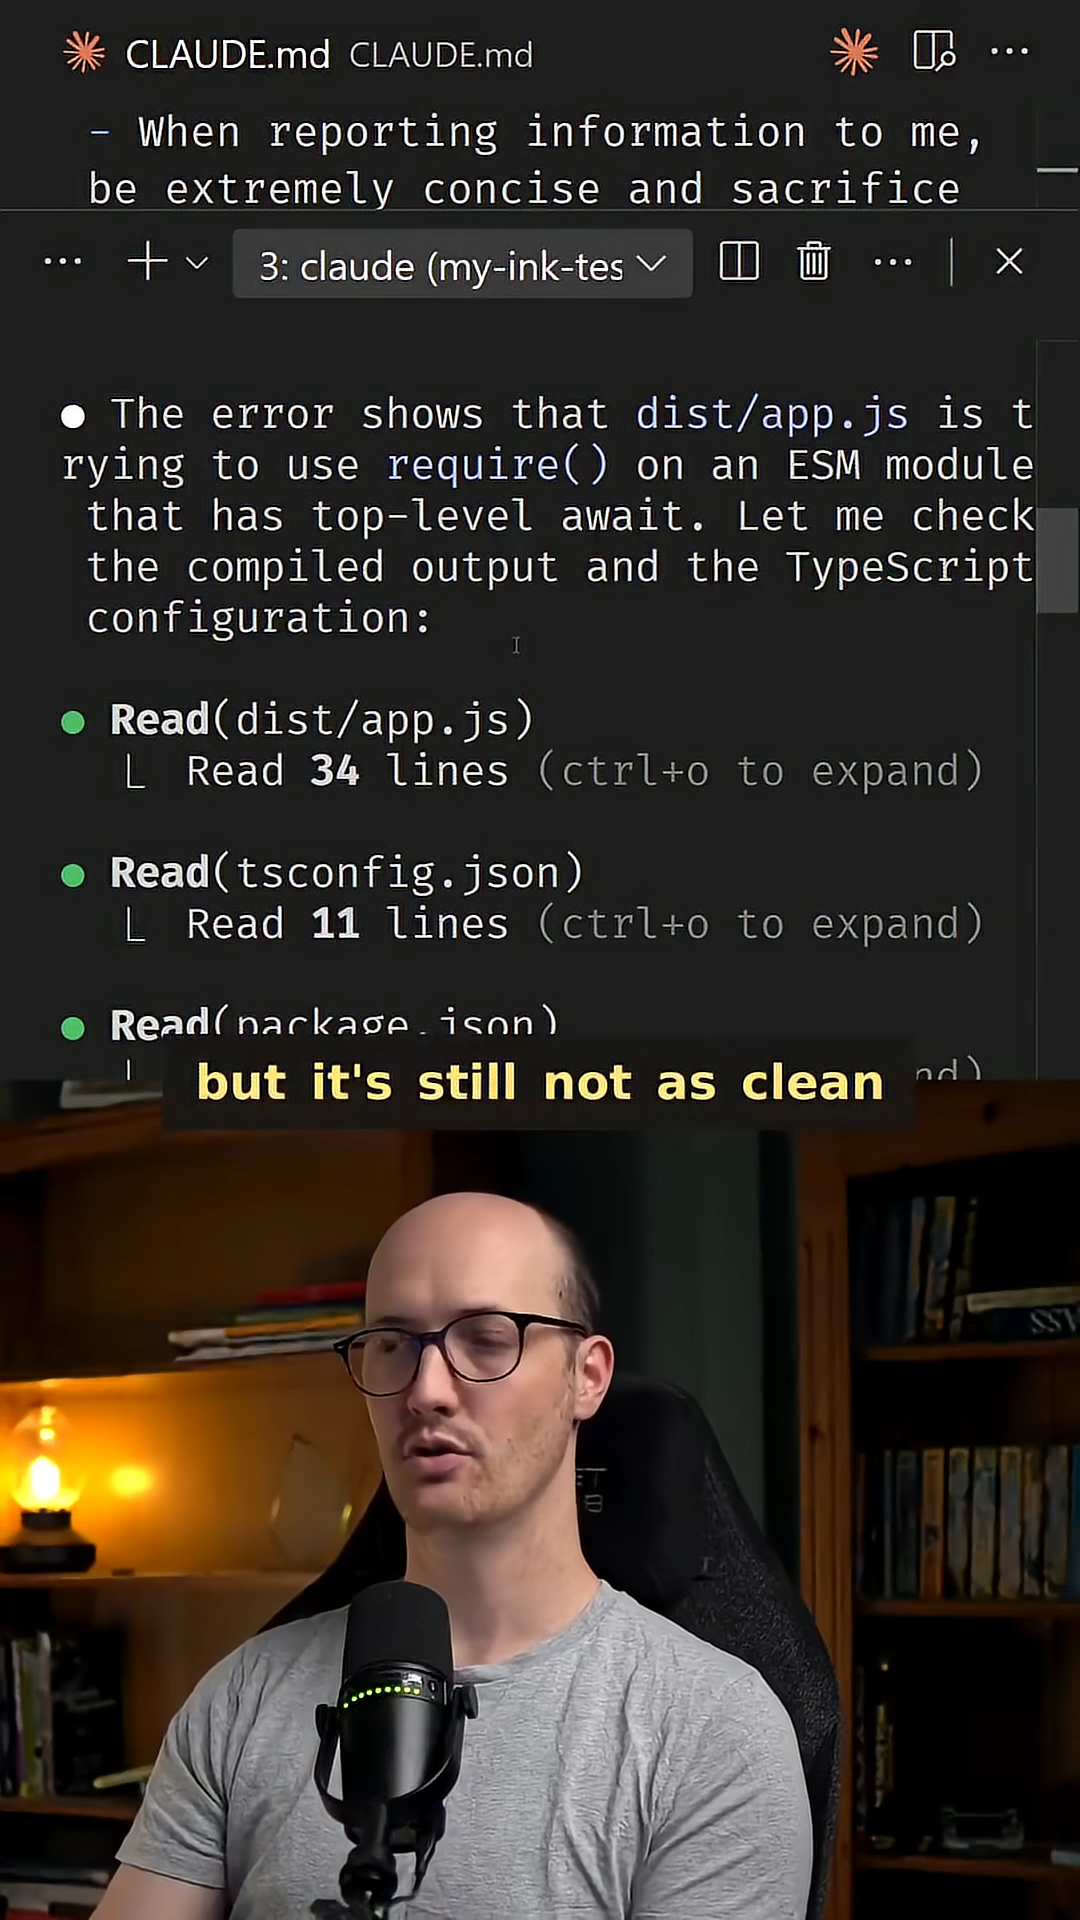 CLAUDE.md CLAUDE.md
- When reporting information to me,
be extremely concise and sacrifice
3: claude (my-ink-tes
● The error shows that dist/app.js is t
rying to use require() on an ESM module
that has top-level await. Let me check
the compiled output and the TypeScript
configuration:
● Read(dist/app.js)
⎿ Read 34 lines (ctrl+o to expand)
● Read(tsconfig.json)
⎿ Read 11 lines (ctrl+o to expand)
● Read(package.json)
but it's still not as clean